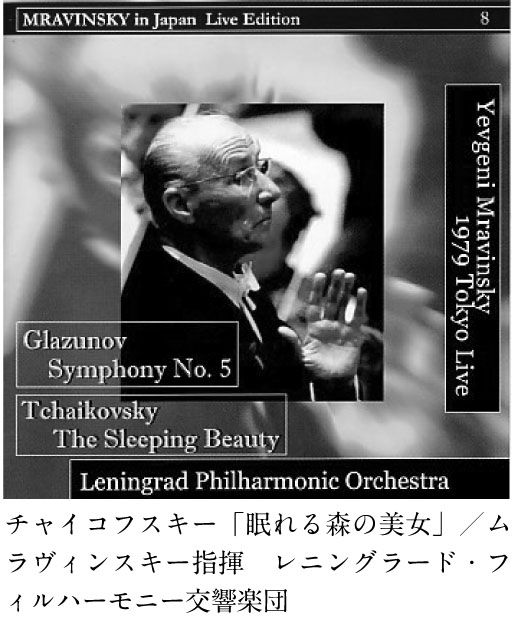 MRAVINSKY in Japan Live Edition 8
Yevgeni Mravinsky
1979 Tokyo Live
Glazunov
Symphony No. 5
Tchaikovsky
The Sleeping Beauty
Leningrad Philharmonic Orchestra
チャイコフスキー「眠れる森の美女」／ム
ラヴィンスキー指揮　レニングラード・フ
ィルハーモニー交響楽団